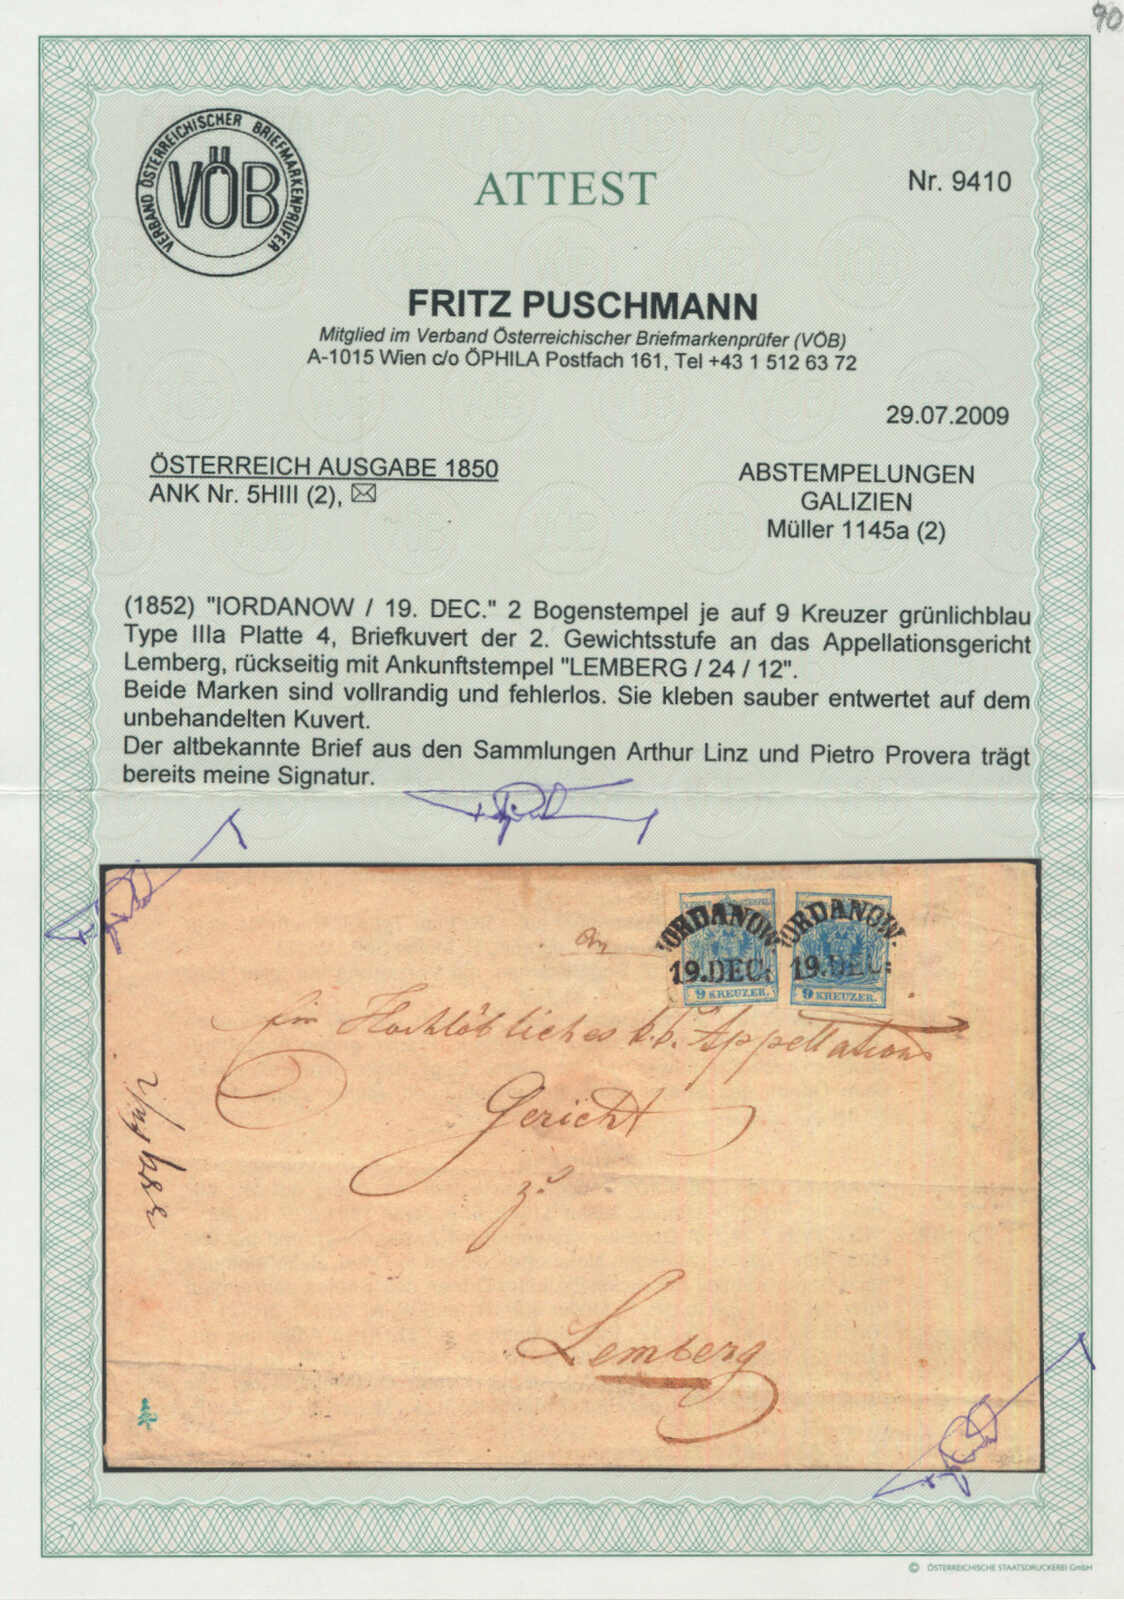 90
VERBAND ÖSTERREICHISCHER BRIEFMARKENPRÜFER
VÖB
ATTEST
Nr. 9410
FRITZ PUSCHMANN
Mitglied im Verband Österreichischer Briefmarkenprüfer (VÖB)
A-1015 Wien c/o ÖPHILA Postfach 161, Tel +43 1 512 63 72
29.07.2009
ÖSTERREICH AUSGABE 1850
ANK Nr. 5HIII (2), ✉
ABSTEMPELUNGEN
GALIZIEN
Müller 1145a (2)
(1852) "IORDANOW / 19. DEC." 2 Bogenstempel je auf 9 Kreuzer grünlichblau
Type IIIa Platte 4, Briefkuvert der 2. Gewichtsstufe an das Appellationsgericht
Lemberg, rückseitig mit Ankunftstempel "LEMBERG / 24 / 12".
Beide Marken sind vollrandig und fehlerlos. Sie kleben sauber entwertet auf dem
unbehandelten Kuvert.
Der altbekannte Brief aus den Sammlungen Arthur Linz und Pietro Provera trägt
bereits meine Signatur.
IORDANOW. IORDANOW.
19.DEC: 19.DEC:
9 KREUZER. 9 KREUZER.
An
Ein Hochlöbliches k.k. Appellations
Gericht
zu
Lemberg
© ÖSTERREICHISCHE STAATSDRUCKEREI GmbH